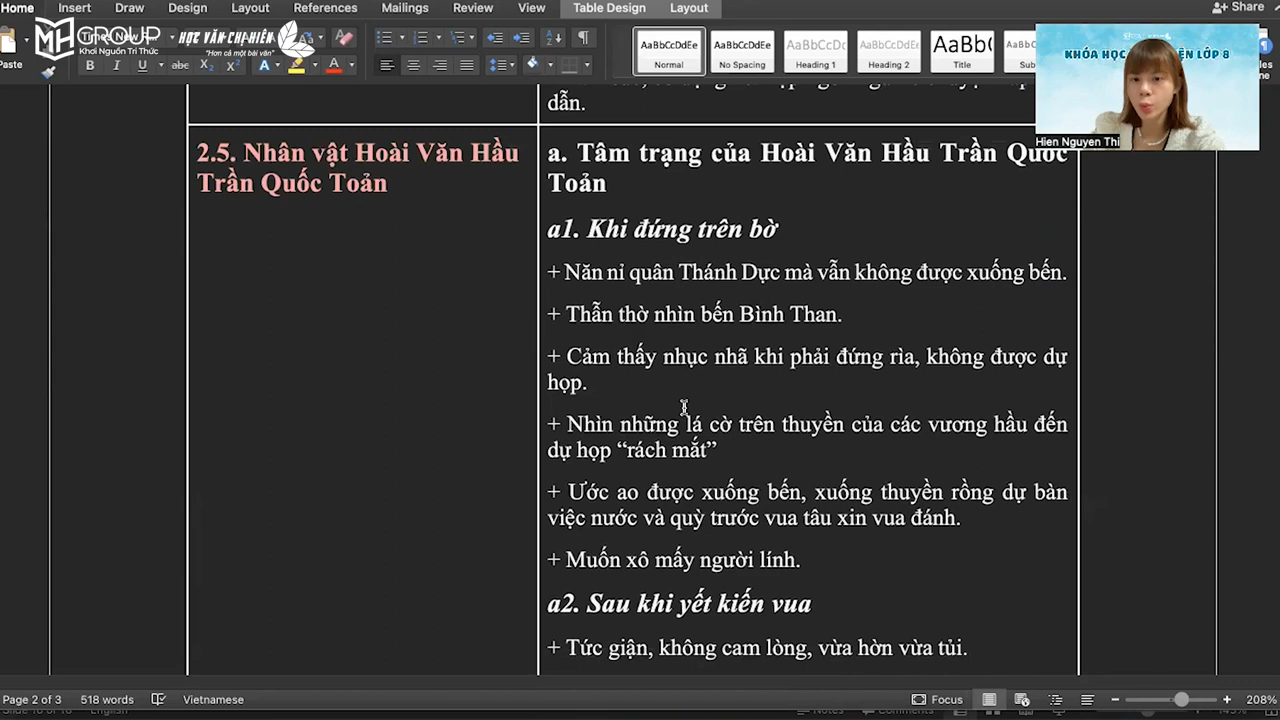 Home Insert Draw Design Layout References Mailings Review View Table Design Layout Share
MH GROUP
Khơi Nguồn Tri Thức
HỌC VĂN CHỊ HIÊN
"Hơn cả một bài văn"
Paste
B I U abc X₂ X² A A
AaBbCcDdEe AaBbCcDdEe AaBbCcDc AaBbCcDdEe AaBb(
Normal No Spacing Heading 1 Heading 2 Title
LỚP 8
Hien Nguyen Thi
dẫn.
2.5. Nhân vật Hoài Văn Hầu
Trần Quốc Toản
a. Tâm trạng của Hoài Văn Hầu Trần Quốc
Toản
a1. Khi đứng trên bờ
+ Năn nỉ quân Thánh Dực mà vẫn không được xuống bến.
+ Thẫn thờ nhìn bến Bình Than.
+ Cảm thấy nhục nhã khi phải đứng rìa, không được dự
họp.
+ Nhìn những lá cờ trên thuyền của các vương hầu đến
dự họp “rách mắt”
+ Ước ao được xuống bến, xuống thuyền rồng dự bàn
việc nước và quỳ trước vua tâu xin vua đánh.
+ Muốn xô mấy người lính.
a2. Sau khi yết kiến vua
+ Tức giận, không cam lòng, vừa hờn vừa tủi.
Page 2 of 3 518 words Vietnamese Focus 208%